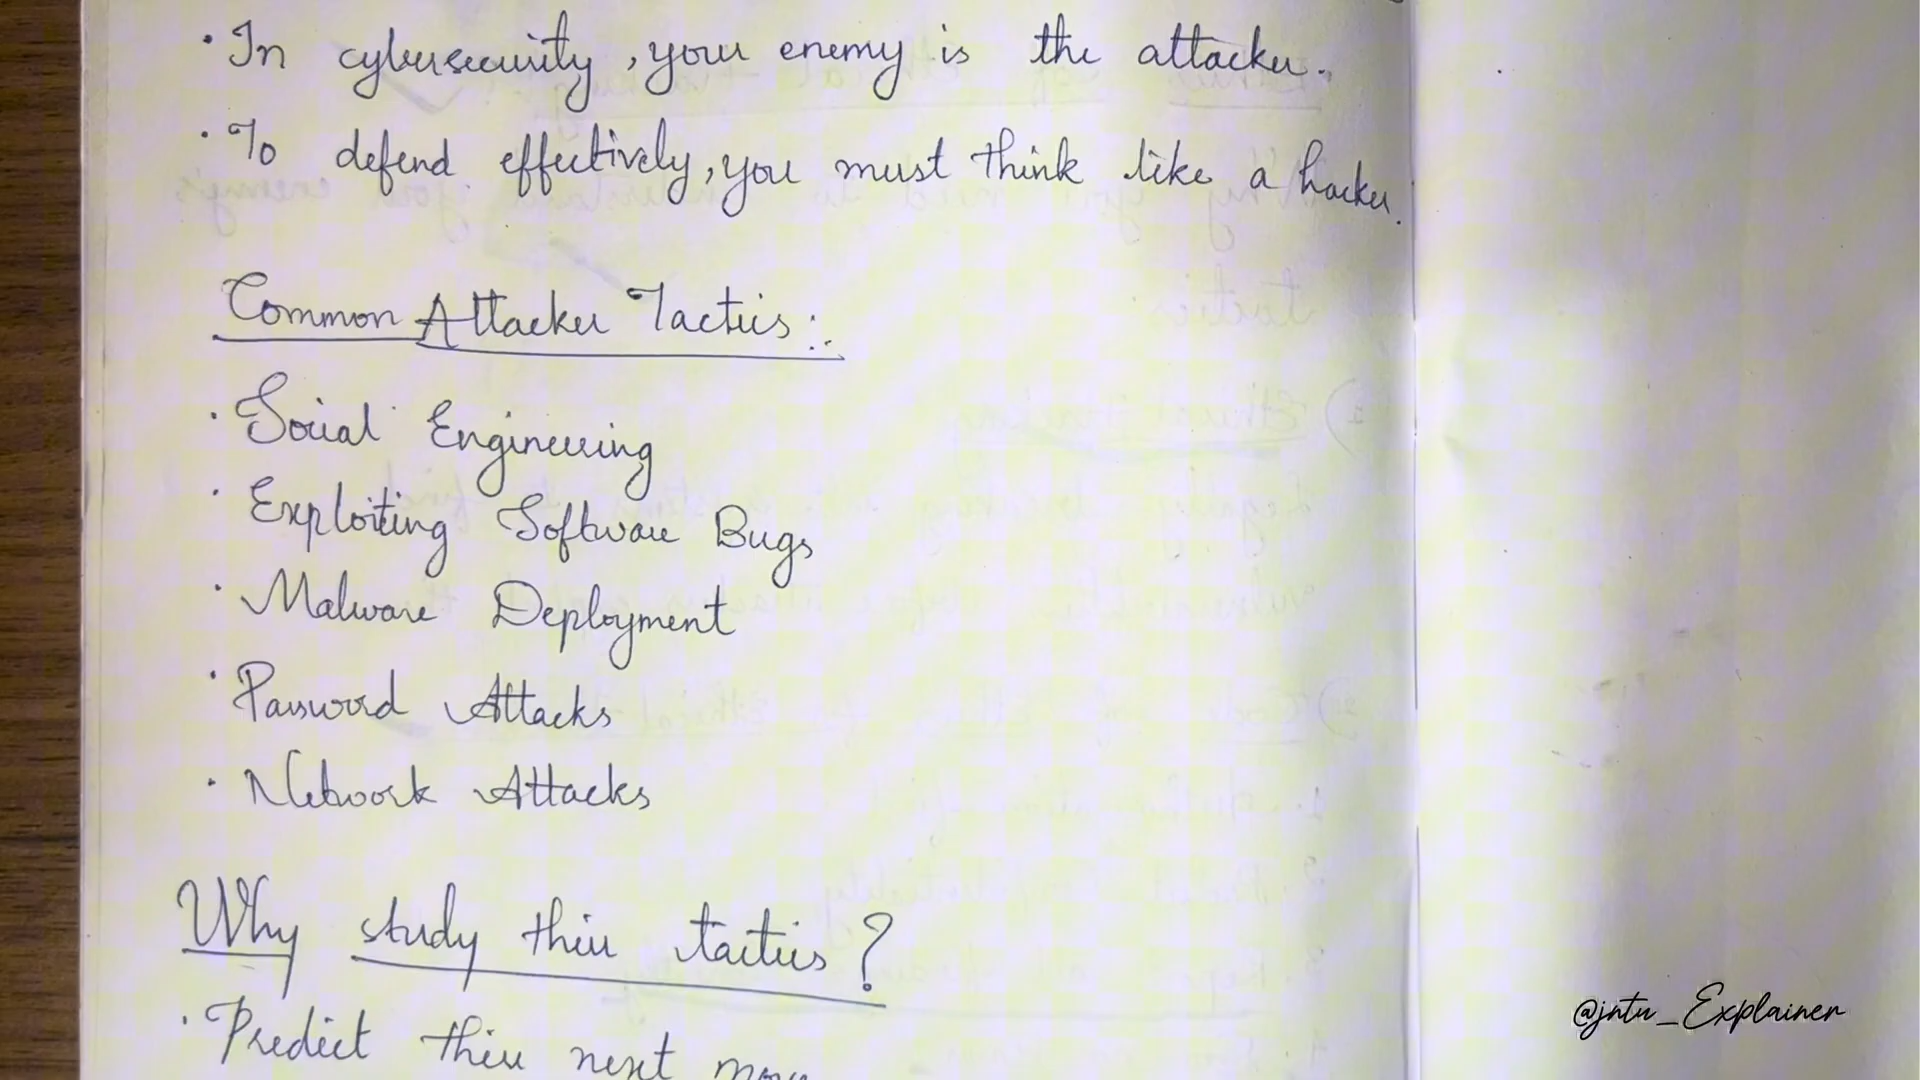 · In cybersecurity, your enemy is the attacker.
· To defend effectively, you must think like a hacker.
Common Attacker Tactics:
· Social Engineering
· Exploiting Software Bugs
· Malware Deployment
· Password Attacks
· Network Attacks
Why study their tactics?
· Predict their next move
@jntu_Explainer